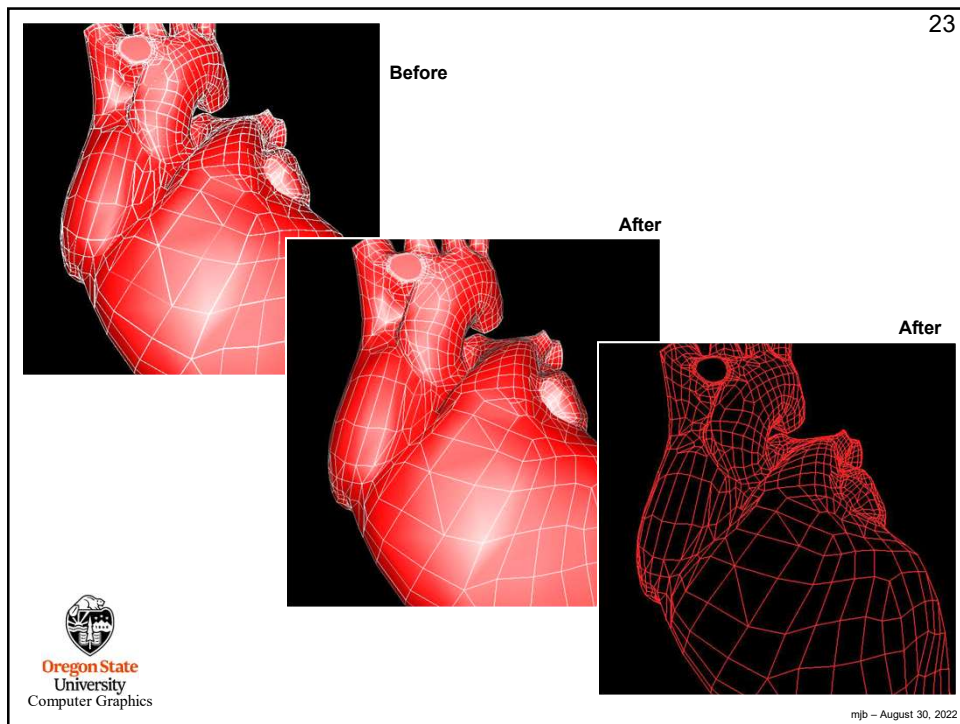 23
Before
After
After
Oregon State
University
Computer Graphics
mjb – August 30, 2022